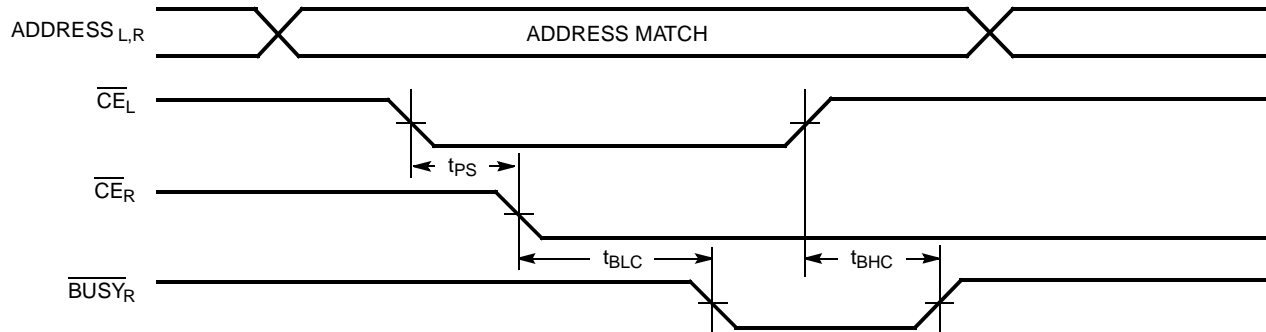 ADDRESS L,R
ADDRESS MATCH
CEL
tPS
CER
tBLC
tBHC
BUSYR